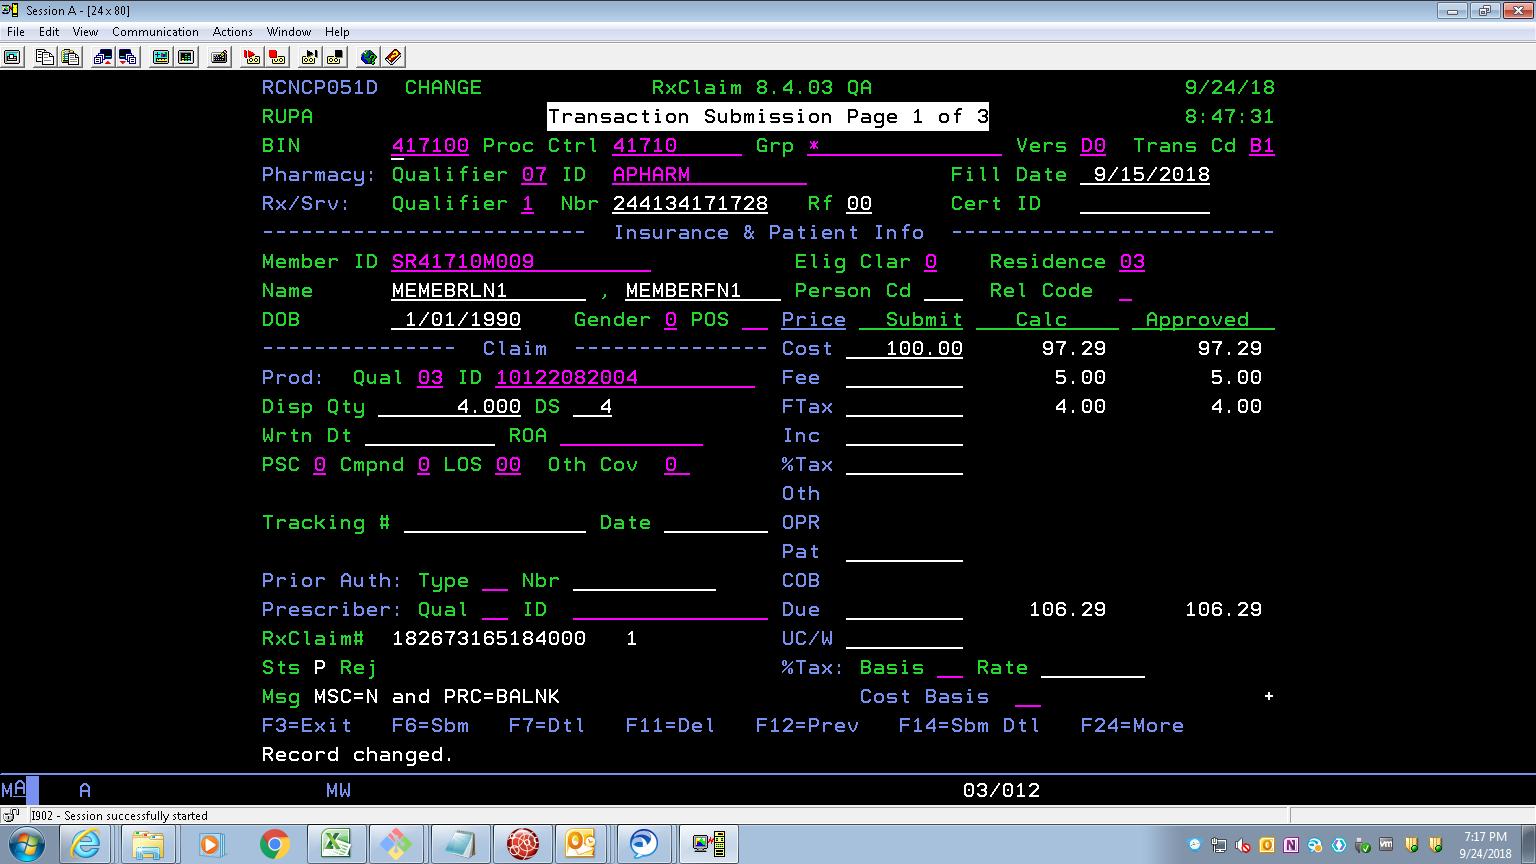 Session A - [24 x 80]
File Edit View Communication Actions Window Help
RCNCP051D CHANGE RxClaim 8.4.03 QA 9/24/18
RUPA Transaction Submission Page 1 of 3 8:47:31
BIN 417100 Proc Ctrl 41710 Grp * Vers D0 Trans Cd B1
Pharmacy: Qualifier 07 ID APHARM Fill Date 9/15/2018
Rx/Srv: Qualifier 1 Nbr 244134171728 Rf 00 Cert ID
------------------------- Insurance & Patient Info -------------------------
Member ID SR41710M009 Elig Clar 0 Residence 03
Name MEMEBRLN1 , MEMBERFN1 Person Cd Rel Code
DOB 1/01/1990 Gender 0 POS Price Submit Calc Approved
--------------- Claim --------------- Cost 100.00 97.29 97.29
Prod: Qual 03 ID 10122082004 Fee 5.00 5.00
Disp Qty 4.000 DS 4 FTax 4.00 4.00
Wrtn Dt ROA Inc
PSC 0 Cmpnd 0 LOS 00 Oth Cov 0 %Tax
Oth
Tracking # Date OPR
Pat
Prior Auth: Type Nbr COB
Prescriber: Qual ID Due 106.29 106.29
RxClaim# 182673165184000 1 UC/W
Sts P Rej %Tax: Basis Rate
Msg MSC=N and PRC=BALNK Cost Basis +
F3=Exit F6=Sbm F7=Dtl F11=Del F12=Prev F14=Sbm Dtl F24=More
Record changed.
MA A MW 03/012
I902 - Session successfully started
7:17 PM
9/24/2018